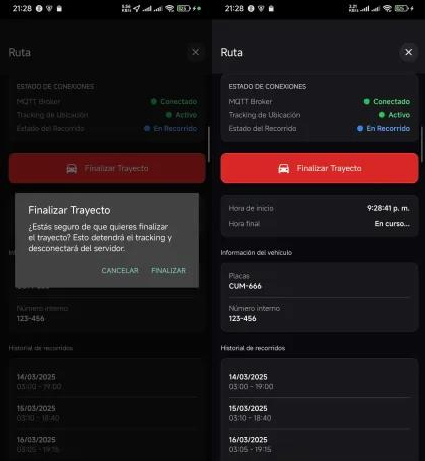 21:28
Ruta
ESTADO DE CONEXIONES
MQTT Broker
Conectado
Tracking de Ubicación
Activo
Estado del Recorrido
En Recorrido
Finalizar Trayecto
Finalizar Trayecto
¿Estás seguro de que quieres finalizar
el trayecto? Esto detendrá el tracking y
desconectará del servidor.
CANCELAR
FINALIZAR
Número interno
123-456
Historial de recorridos
14/03/2025
03:00 - 19:00
15/03/2025
03:10 - 18:40
16/03/2025
03:05 - 19:15
21:28
Ruta
ESTADO DE CONEXIONES
MQTT Broker
Conectado
Tracking de Ubicación
Activo
Estado del Recorrido
En Recorrido
Finalizar Trayecto
Hora de inicio
9:28:41 p. m.
Hora final
En curso...
Información del vehículo
Placas
CUM-666
Número interno
123-456
Historial de recorridos
14/03/2025
03:00 - 19:00
15/03/2025
03:10 - 18:40
16/03/2025
03:05 - 19:15